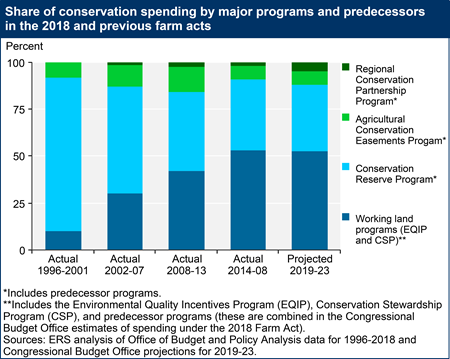 Share of conservation spending by major programs and predecessors
in the 2018 and previous farm acts
Percent
100
75
50
25
0
Actual
1996-2001
Actual
2002-07
Actual
2008-13
Actual
2014-08
Projected
2019-23
Regional
Conservation
Partnership
Program*
Agricultural
Conservation
Easements Progam*
Conservation
Reserve Program*
Working land
programs (EQIP
and CSP)**
*Includes predecessor programs.
**Includes the Environmental Quality Incentives Program (EQIP), Conservation Stewardship
Program (CSP), and predecessor programs (these are combined in the Congressional
Budget Office estimates of spending under the 2018 Farm Act).
Sources: ERS analysis of Office of Budget and Policy Analysis data for 1996-2018 and
Congressional Budget Office projections for 2019-23.